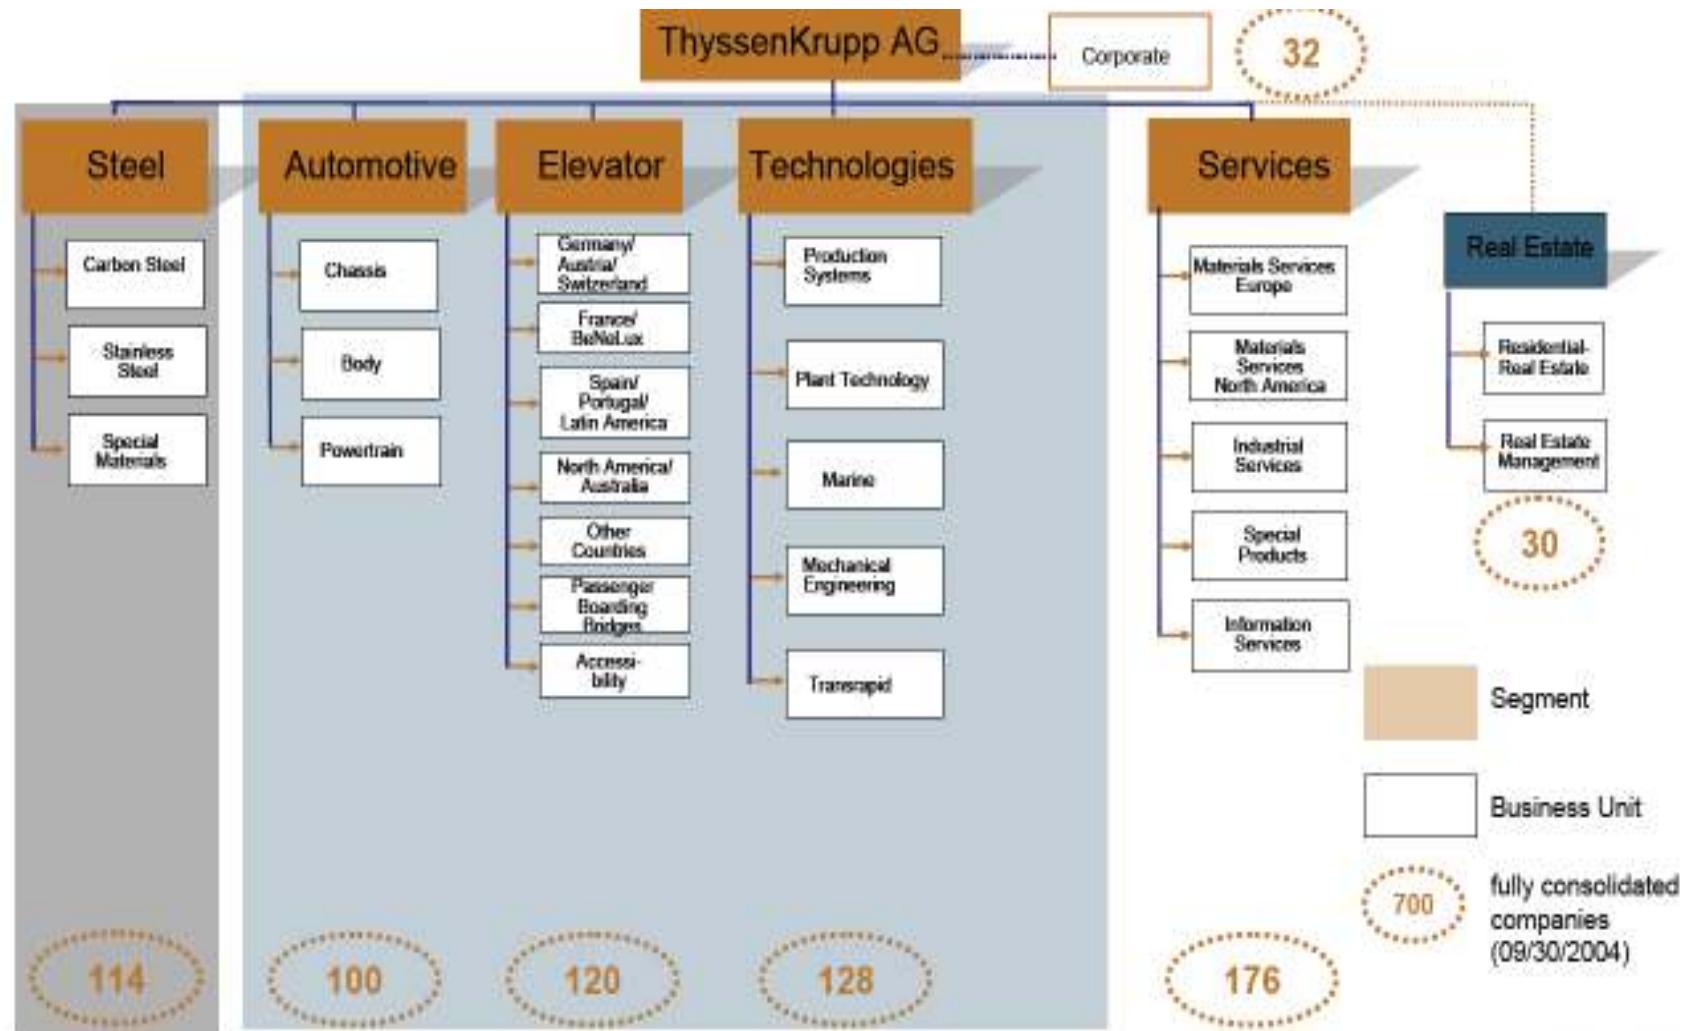 ThyssenKrupp AG
Corporate
32
Steel
Automotive
Elevator
Technologies
Services
Real Estate
Carbon Steel
Stainless
Steel
Special
Materials
Chassis
Body
Powertrain
Germany/
Austria/
Switzerland
France/
BeNeLux
Spain/
Portugal/
Latin America
North America/
Australia
Other
Countries
Passenger
Boarding
Bridges
Accessi-
bility
Production
Systems
Plant Technology
Marine
Mechanical
Engineering
Transrapid
Materials Services
Europe
Materials
Services
North America
Industrial
Services
Special
Products
Information
Services
Residential-
Real Estate
Real Estate
Management
30
Segment
Business Unit
700
fully consolidated
companies
(09/30/2004)
114
100
120
128
176